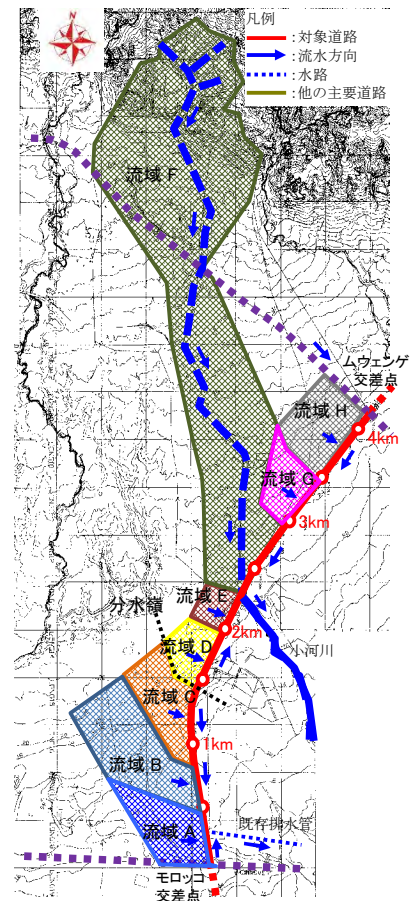 N
凡例
：対象道路
：流水方向
：水路
：他の主要道路
流域 F
ムウェンゲ
交差点
流域 H
4km
流域 G
3km
流域 E
分水嶺
2km
流域 D
小河川
流域 C
1km
流域 B
既存排水管
流域 A
モロッコ
交差点